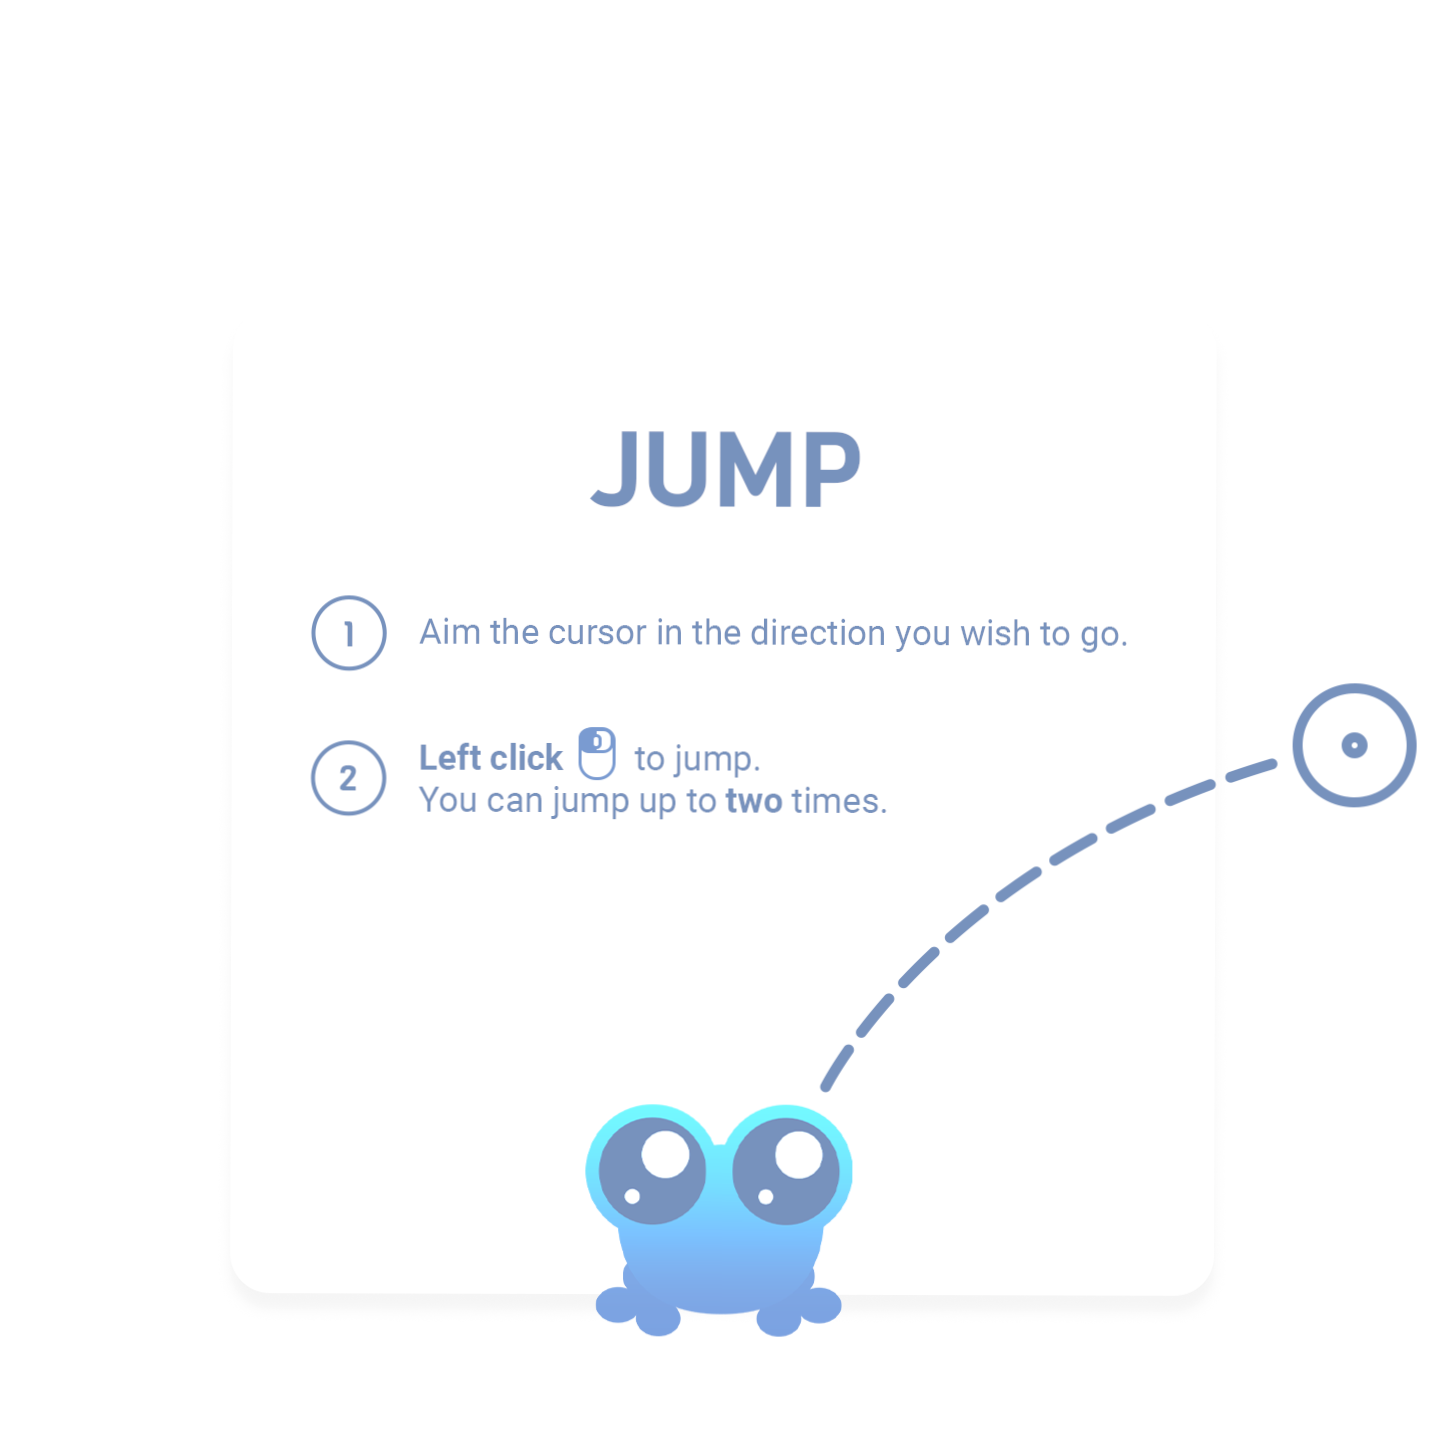 JUMP
1 Aim the cursor in the direction you wish to go.
2 Left click to jump.
You can jump up to two times.